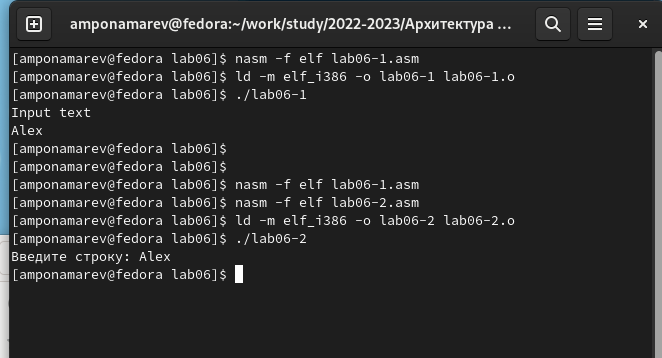 amponamarev@fedora:~/work/study/2022-2023/Архитектура ...
[amponamarev@fedora lab06]$ nasm -f elf lab06-1.asm
[amponamarev@fedora lab06]$ ld -m elf_i386 -o lab06-1 lab06-1.o
[amponamarev@fedora lab06]$ ./lab06-1
Input text
Alex
[amponamarev@fedora lab06]$
[amponamarev@fedora lab06]$
[amponamarev@fedora lab06]$ nasm -f elf lab06-1.asm
[amponamarev@fedora lab06]$ nasm -f elf lab06-2.asm
[amponamarev@fedora lab06]$ ld -m elf_i386 -o lab06-2 lab06-2.o
[amponamarev@fedora lab06]$ ./lab06-2
Введите строку: Alex
[amponamarev@fedora lab06]$